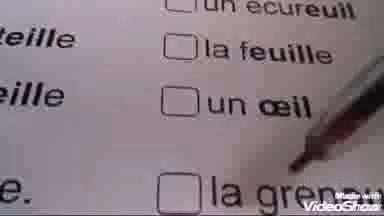 un écureuil
teille
la feuille
eille
un œil
e.
la gren
Made with
VideoShow